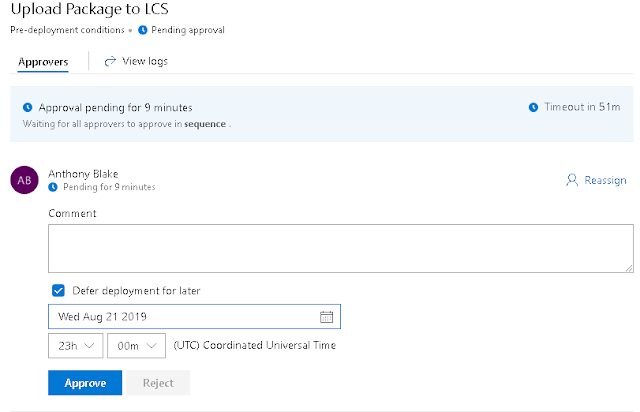 Upload Package to LCS
Pre-deployment conditions • Pending approval
Approvers View logs
Approval pending for 9 minutes Timeout in 51m
Waiting for all approvers to approve in sequence .
AB Anthony Blake Reassign
Pending for 9 minutes
Comment
Defer deployment for later
Wed Aug 21 2019
23h 00m (UTC) Coordinated Universal Time
Approve Reject